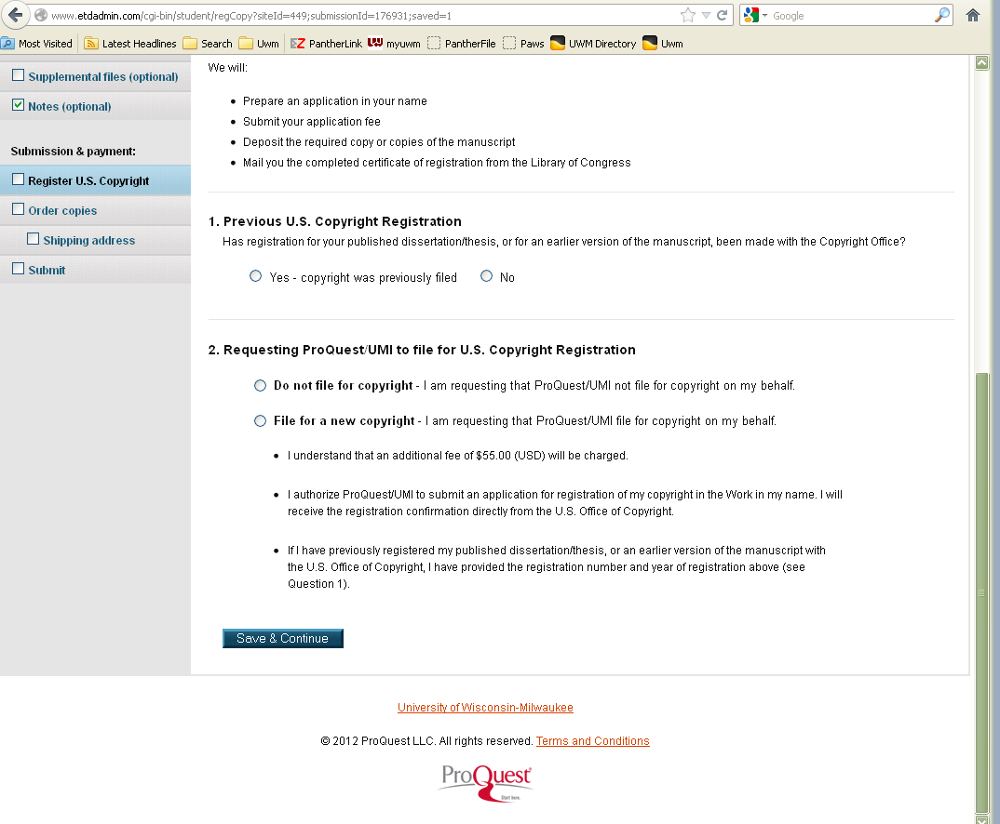 www.etdadmin.com/cgi-bin/student/regCopy?siteId=449;submissionId=176931;saved=1
Google
Most Visited Latest Headlines Search Uwm PantherLink myuwm PantherFile Paws UWM Directory Uwm
Supplemental files (optional)
Notes (optional)
Submission & payment:
Register U.S. Copyright
Order copies
Shipping address
Submit
We will:
• Prepare an application in your name
• Submit your application fee
• Deposit the required copy or copies of the manuscript
• Mail you the completed certificate of registration from the Library of Congress
1. Previous U.S. Copyright Registration
Has registration for your published dissertation/thesis, or for an earlier version of the manuscript, been made with the Copyright Office?
Yes - copyright was previously filed No
2. Requesting ProQuest/UMI to file for U.S. Copyright Registration
Do not file for copyright - I am requesting that ProQuest/UMI not file for copyright on my behalf.
File for a new copyright - I am requesting that ProQuest/UMI file for copyright on my behalf.
• I understand that an additional fee of $55.00 (USD) will be charged.
• I authorize ProQuest/UMI to submit an application for registration of my copyright in the Work in my name. I will
receive the registration confirmation directly from the U.S. Office of Copyright.
• If I have previously registered my published dissertation/thesis, or an earlier version of the manuscript with
the U.S. Office of Copyright, I have provided the registration number and year of registration above (see
Question 1).
Save & Continue
University of Wisconsin-Milwaukee
© 2012 ProQuest LLC. All rights reserved. Terms and Conditions
ProQuest
Start here.